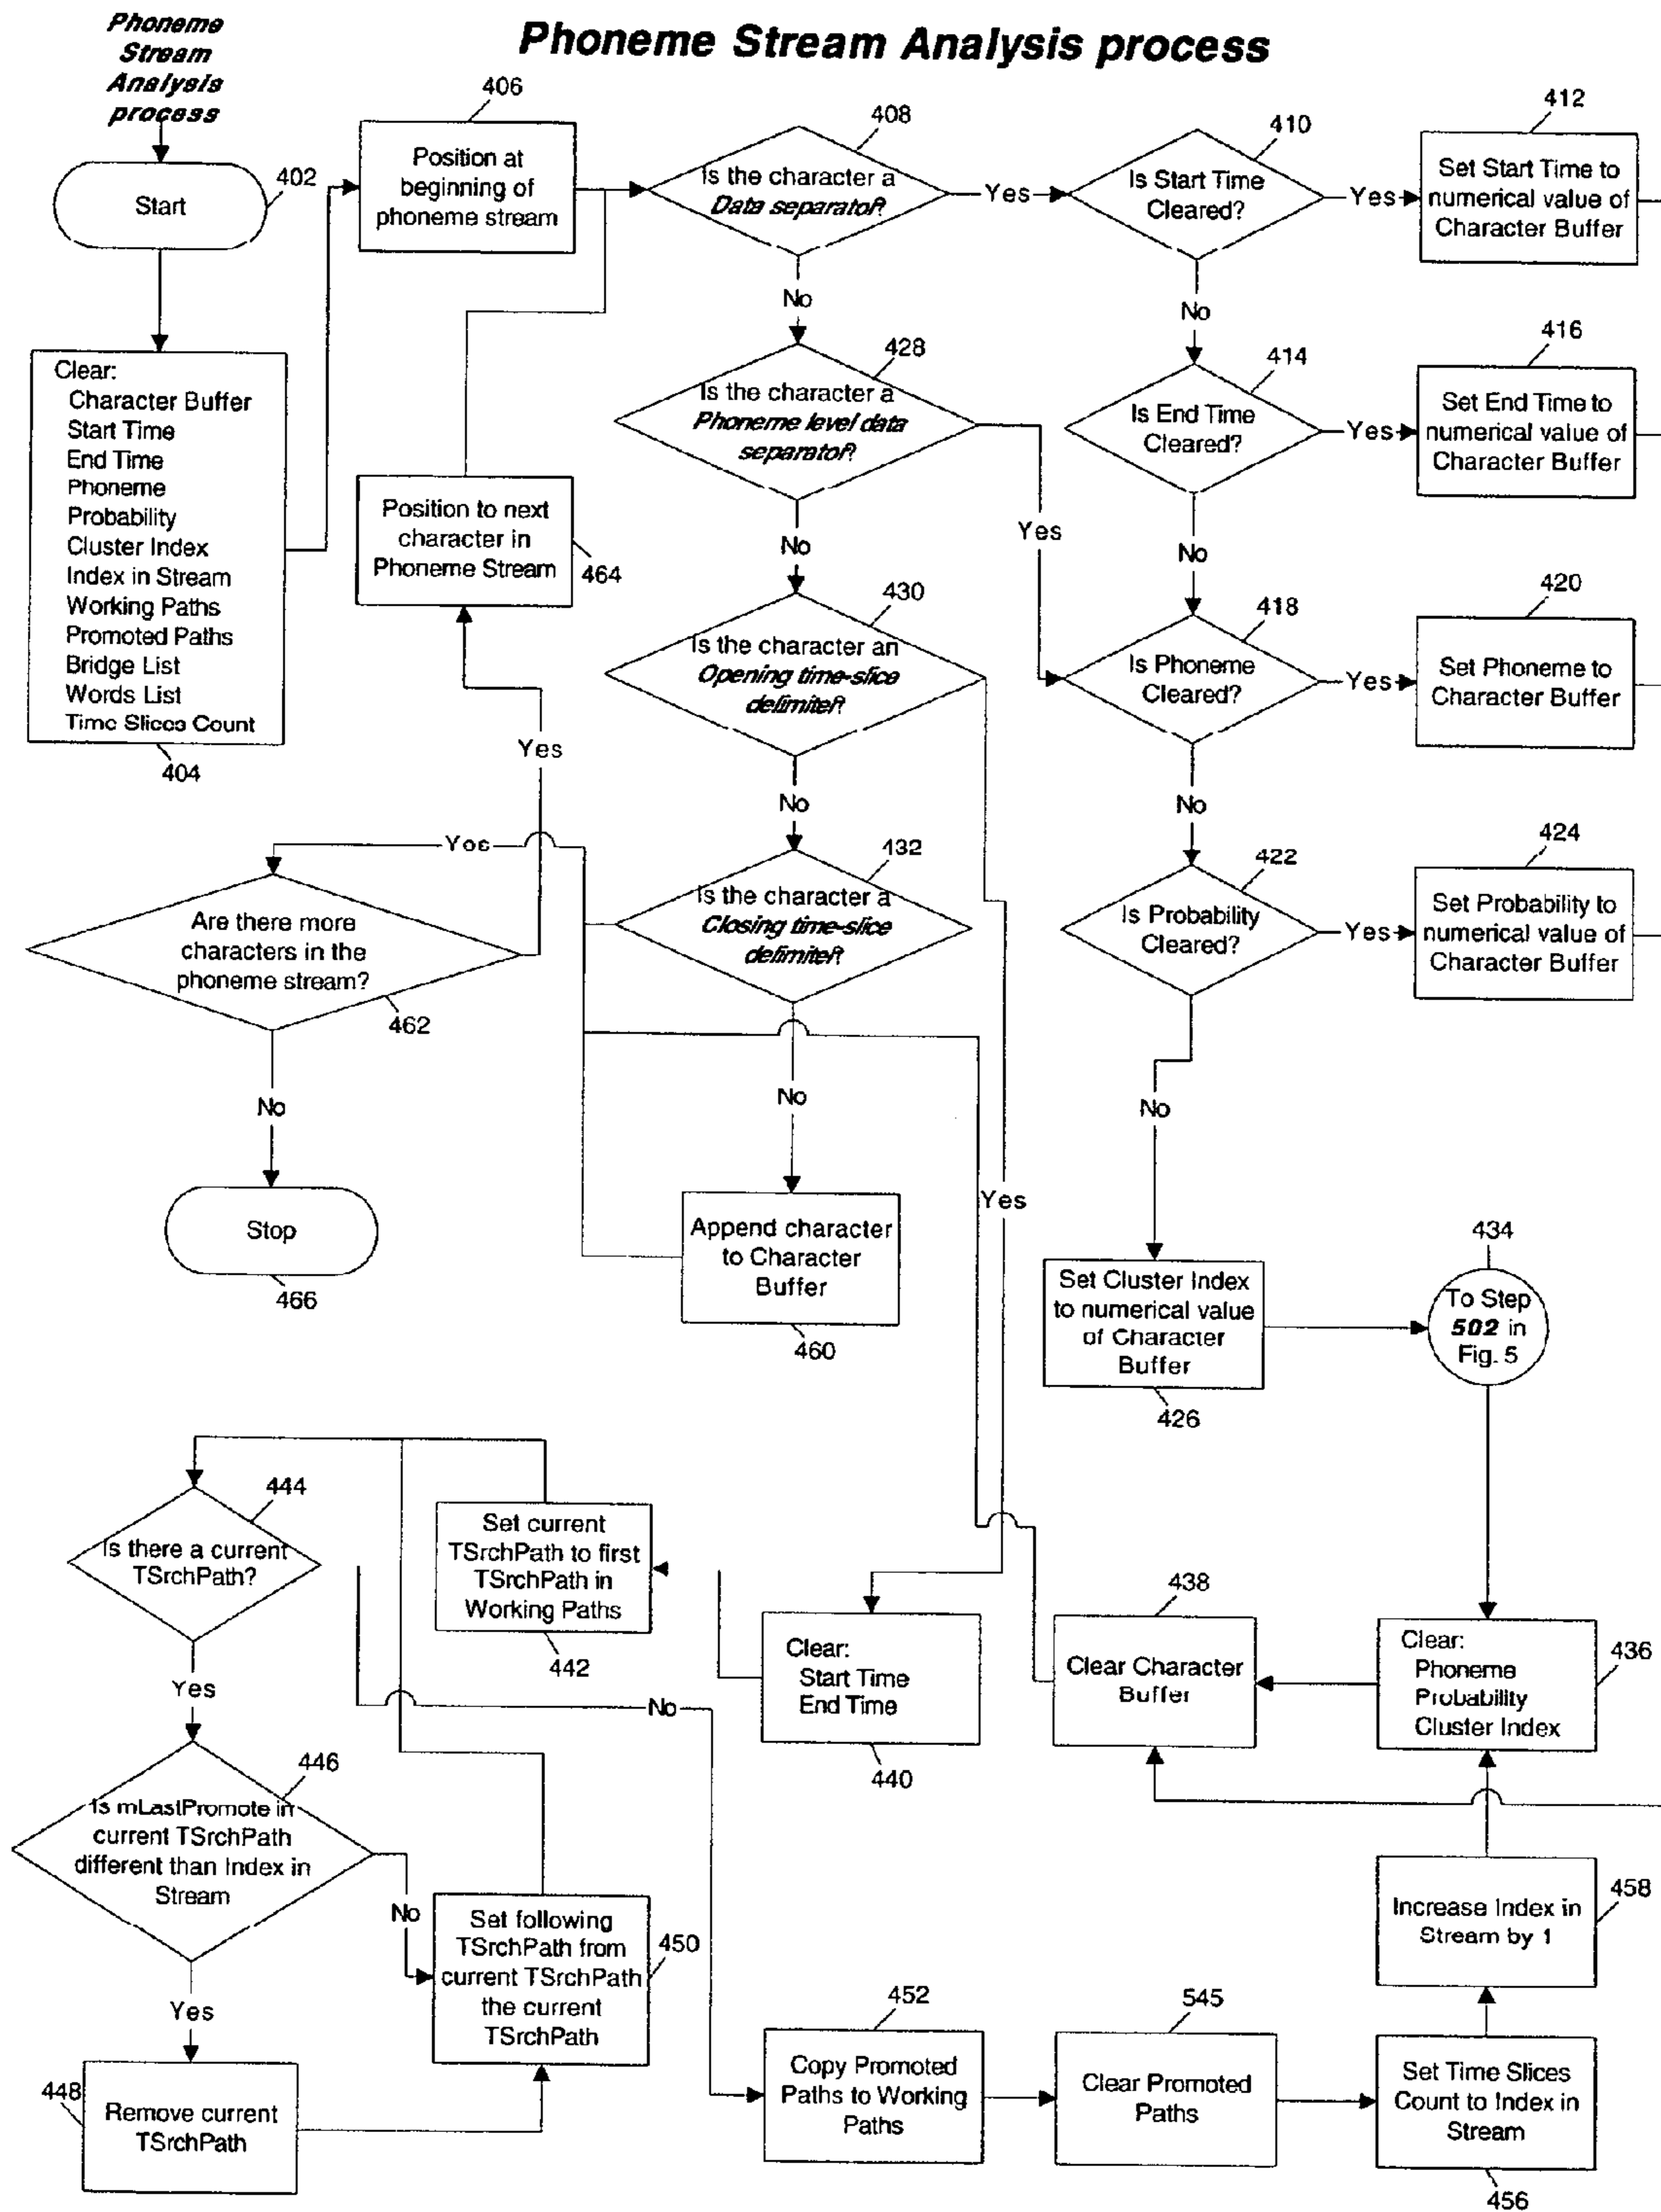 Phoneme
Stream
Analysis
process
Phoneme Stream Analysis process
Start
402
Clear:
Character Buffer
Start Time
End Time
Phoneme
Probability
Cluster Index
Index in Stream
Working Paths
Promoted Paths
Bridge List
Words List
Time Slices Count
404
406
Position at
beginning of
phoneme stream
408
Is the character a
Data separator?
Yes
No
410
Is Start Time
Cleared?
Yes
No
412
Set Start Time to
numerical value of
Character Buffer
428
Is the character a
Phoneme level data
separator?
Yes
No
414
Is End Time
Cleared?
Yes
No
416
Set End Time to
numerical value of
Character Buffer
Position to next
character in
Phoneme Stream
464
Yes
430
Is the character an
Opening time-slice
delimiter?
Yes
No
418
Is Phoneme
Cleared?
Yes
No
420
Set Phoneme to
Character Buffer
432
Is the character a
Closing time-slice
delimiter?
Yes
No
422
Is Probability
Cleared?
Yes
No
424
Set Probability to
numerical value of
Character Buffer
Are there more
characters in the
phoneme stream?
462
No
Stop
466
Append character
to Character
Buffer
460
Set Cluster Index
to numerical value
of Character
Buffer
426
434
To Step
502 in
Fig. 5
444
Is there a current
TSrchPath?
Yes
No
Set current
TSrchPath to first
TSrchPath in
Working Paths
442
Clear:
Start Time
End Time
440
438
Clear Character
Buffer
Clear:
Phoneme
Probability
Cluster Index
436
446
Is mLastPromote in
current TSrchPath
different than Index in
Stream
No
Yes
Set following
TSrchPath from
current TSrchPath
the current
TSrchPath
450
448
Remove current
TSrchPath
452
Copy Promoted
Paths to Working
Paths
545
Clear Promoted
Paths
Increase Index in
Stream by 1
458
Set Time Slices
Count to Index in
Stream
456